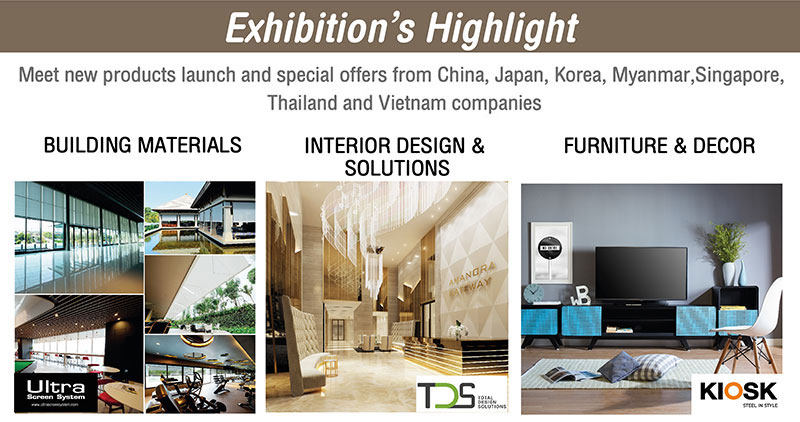 Exhibition's Highlight
Meet new products launch and special offers from China, Japan, Korea, Myanmar,Singapore,
Thailand and Vietnam companies
BUILDING MATERIALS
INTERIOR DESIGN &
SOLUTIONS
FURNITURE & DECOR
AMANORA
GATEWAY
B
Ultra
Screen System
www.ultrascreensystem.com
TDS
TOTAL
DESIGN
SOLUTIONS
KIOSK
STEEL IN STYLE